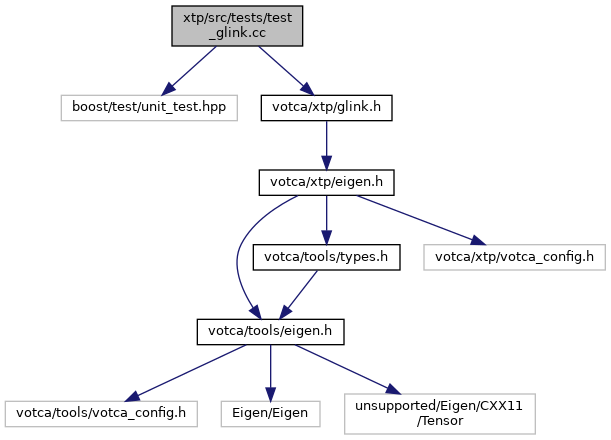 xtp/src/tests/test
_glink.cc
boost/test/unit_test.hpp
votca/xtp/glink.h
votca/xtp/eigen.h
votca/tools/types.h
votca/xtp/votca_config.h
votca/tools/eigen.h
votca/tools/votca_config.h
Eigen/Eigen
unsupported/Eigen/CXX11
/Tensor